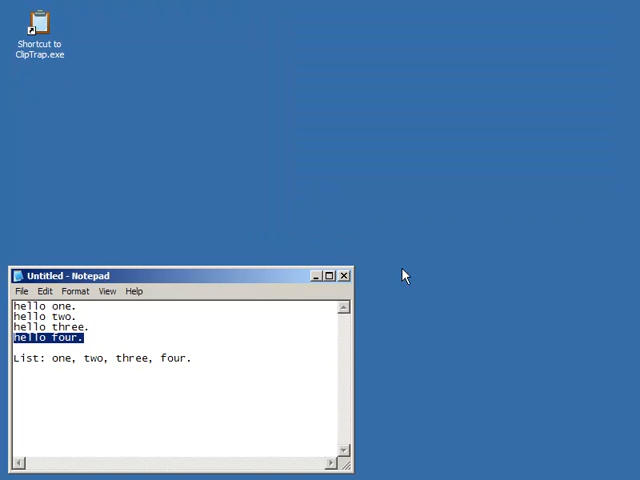 Shortcut to
ClipTrap.exe
Untitled - Notepad
File Edit Format View Help
hello one.
hello two.
hello three.
hello four.
List: one, two, three, four.